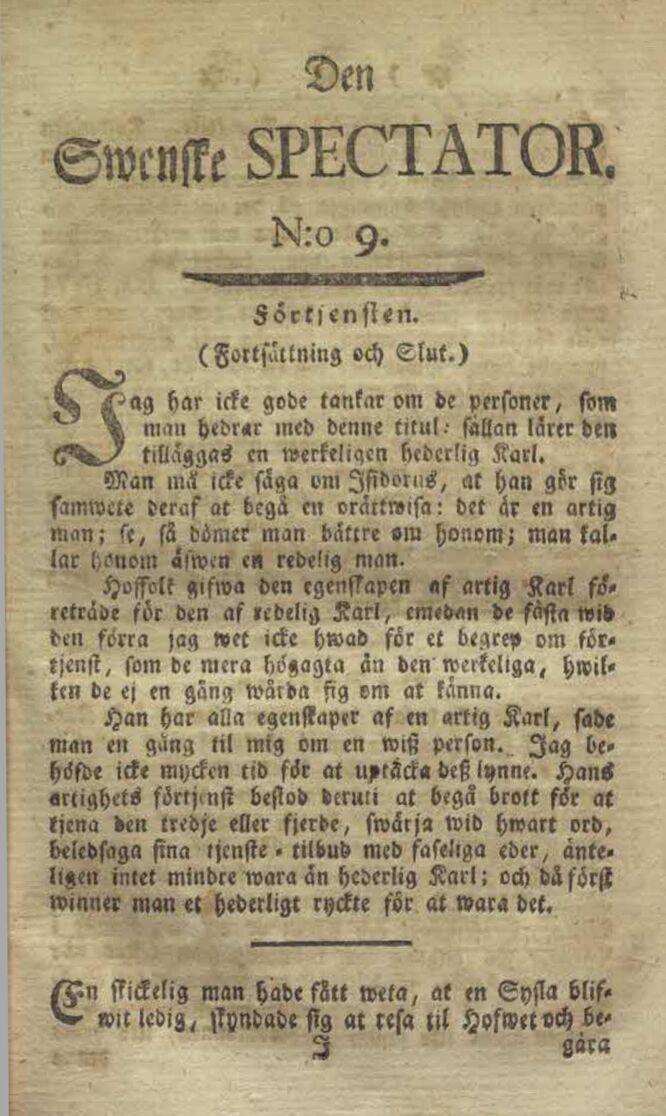 Den
Swenske SPECTATOR.
N:o 9.
Förtjensten.
(Fortsättning och Slut.)
Jag har icke gode tankar om de personer, som
man hedrar med denne titul: sällan lärer den
tilläggas en werkeligen hederlig Karl.
Man må icke säga om Isidorus, at han gör sig
samwete deraf at begå en orättwisa: det är en artig
man; se, så dömer man bättre om honom; man kal-
lar honom äfwen en redelig man.
Hoffolk gifwa den egenskapen af artig Karl fö-
reträde för den af redelig Karl, emedan de fästa wid
den förra jag wet icke hwad för et begrep om för-
tjenst, som de mera högagta än den werkeliga, hwil-
ken de ej en gång wårda sig om at känna.
Han har alla egenskaper af en artig Karl, sade
man en gång til mig om en wiß person. Jag be-
höfde icke mycken tid för at uptäcka deß lynne. Hans
artighets förtjenst bestod deruti at begå brott för at
tjena den tredje eller fjerde, swärja wid hwart ord,
beledsaga sina tjenste-tilbud med faseliga eder, änte-
ligen intet mindre wara än hederlig Karl; och då först
winner man et hederligt ryckte för at wara det.
En skickelig man hade fått weta, at en Sysla blif-
wit ledig, skyndade sig at resa til Hofwet och be-
J
gära